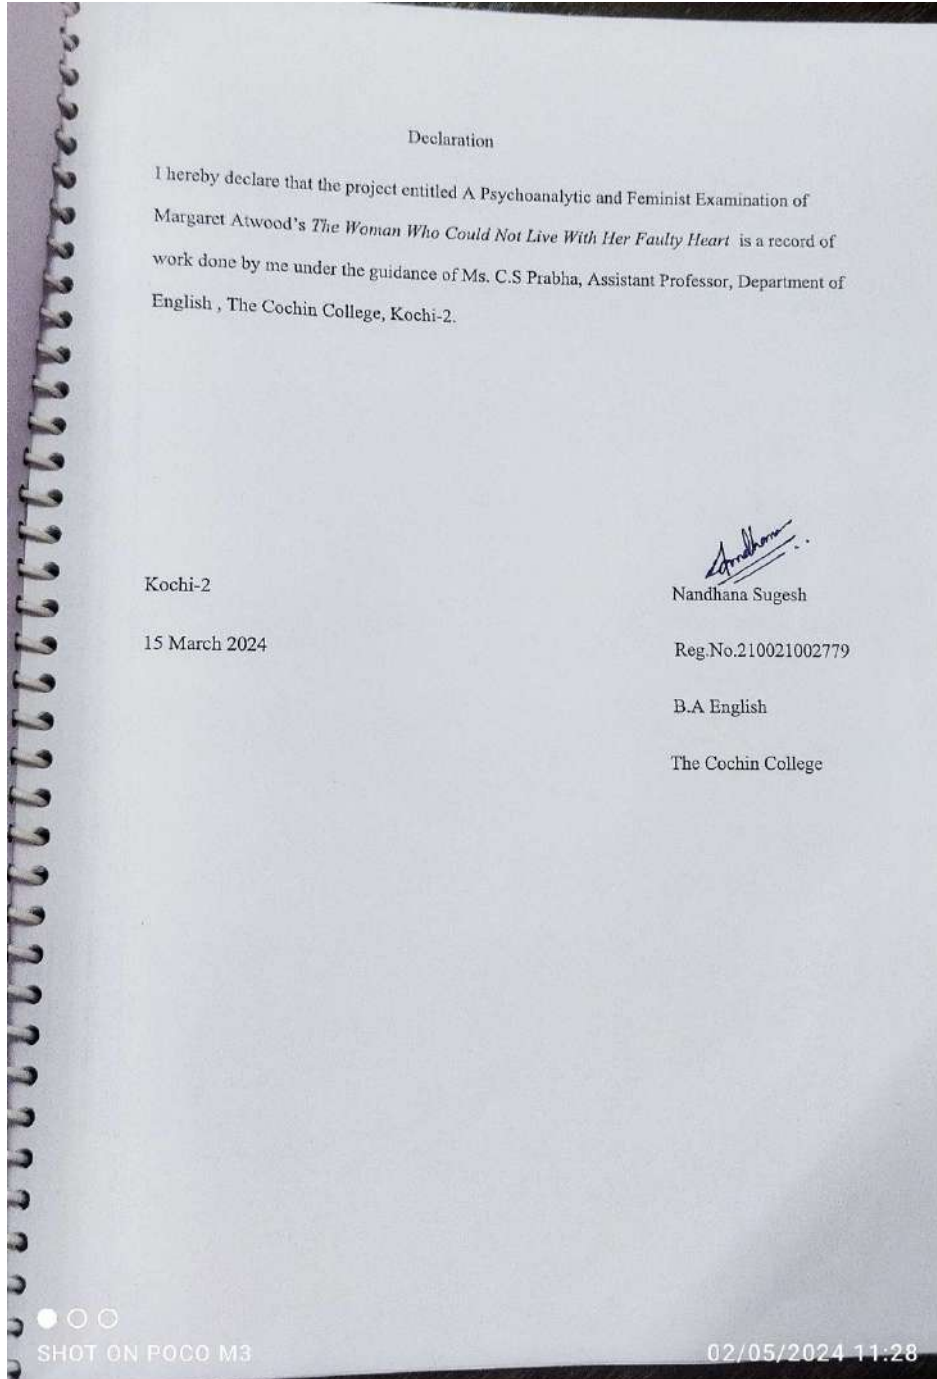 Declaration
I hereby declare that the project entitled A Psychoanalytic and Feminist Examination of
Margaret Atwood's The Woman Who Could Not Live With Her Faulty Heart is a record of
work done by me under the guidance of Ms. C.S Prabha, Assistant Professor, Department of
English , The Cochin College, Kochi-2.
Kochi-2
Nandhana Sugesh
15 March 2024
Reg.No.210021002779
B.A English
The Cochin College
SHOT ON POCO M3
02/05/2024 11:28